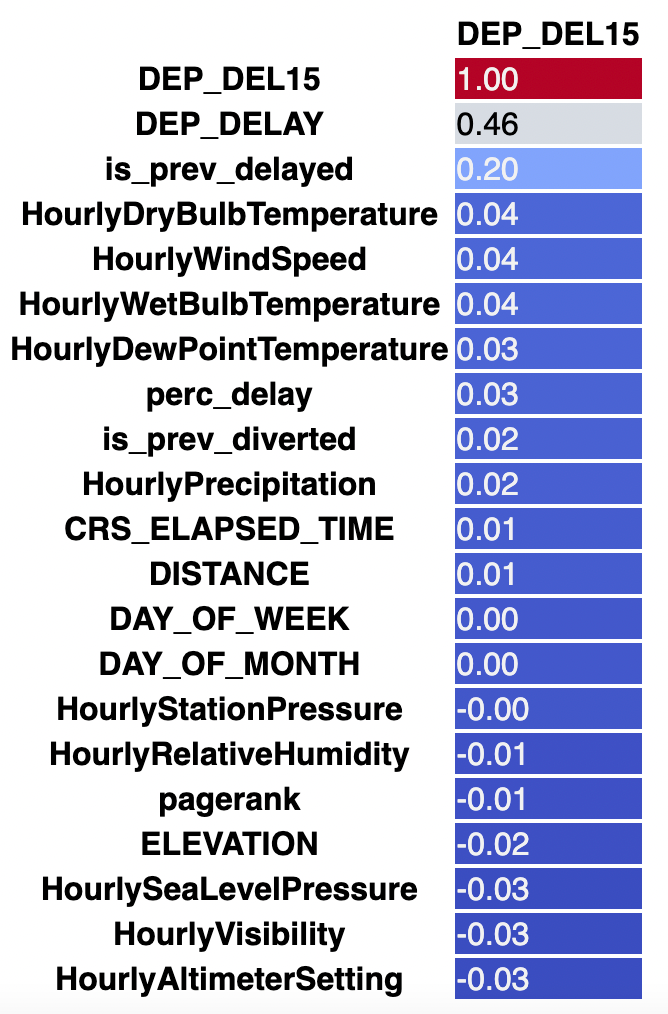 DEP_DEL15
DEP_DEL15 1.00
DEP_DELAY 0.46
is_prev_delayed 0.20
HourlyDryBulbTemperature 0.04
HourlyWindSpeed 0.04
HourlyWetBulbTemperature 0.04
HourlyDewPointTemperature 0.03
perc_delay 0.03
is_prev_diverted 0.02
HourlyPrecipitation 0.02
CRS_ELAPSED_TIME 0.01
DISTANCE 0.01
DAY_OF_WEEK 0.00
DAY_OF_MONTH 0.00
HourlyStationPressure -0.00
HourlyRelativeHumidity -0.01
pagerank -0.01
ELEVATION -0.02
HourlySeaLevelPressure -0.03
HourlyVisibility -0.03
HourlyAltimeterSetting -0.03